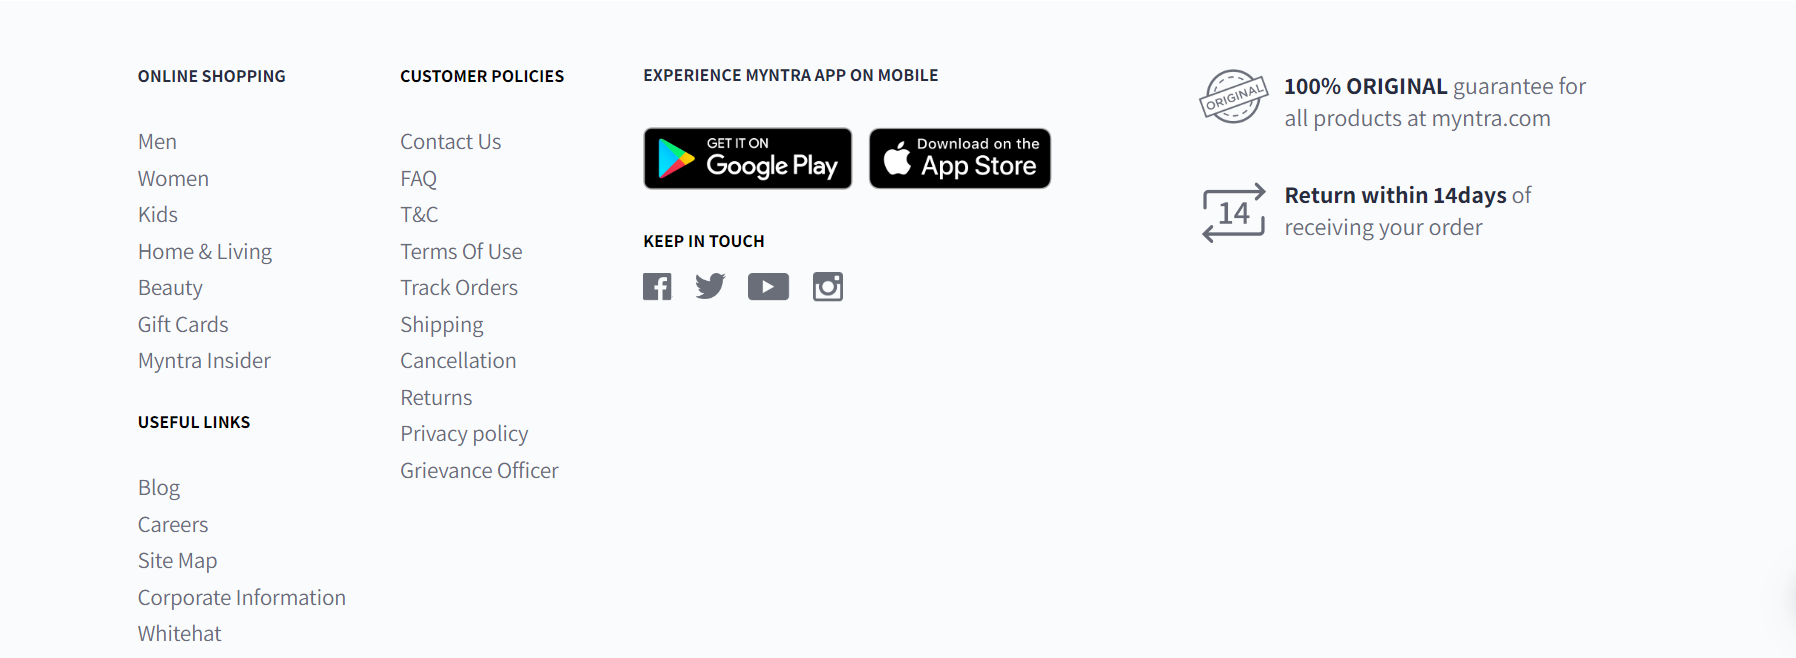 ONLINE SHOPPING
Men
Women
Kids
Home & Living
Beauty
Gift Cards
Myntra Insider
USEFUL LINKS
Blog
Careers
Site Map
Corporate Information
Whitehat
CUSTOMER POLICIES
Contact Us
FAQ
T&C
Terms Of Use
Track Orders
Shipping
Cancellation
Returns
Privacy policy
Grievance Officer
EXPERIENCE MYNTRA APP ON MOBILE
GET IT ON
Google Play
Download on the
App Store
KEEP IN TOUCH
ORIGINAL
100% ORIGINAL guarantee for
all products at myntra.com
14
Return within 14days of
receiving your order